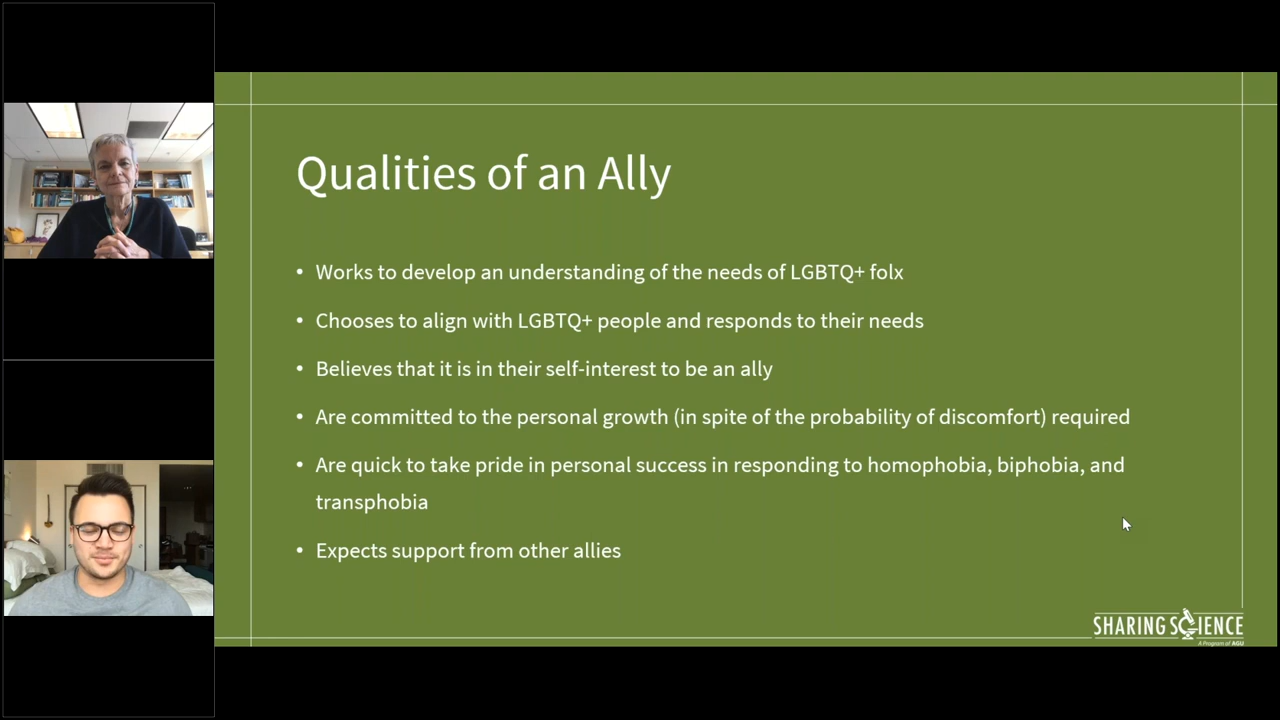 Qualities of an Ally
• Works to develop an understanding of the needs of LGBTQ+ folx
• Chooses to align with LGBTQ+ people and responds to their needs
• Believes that it is in their self-interest to be an ally
• Are committed to the personal growth (in spite of the probability of discomfort) required
• Are quick to take pride in personal success in responding to homophobia, biphobia, and
transphobia
• Expects support from other allies
SHARING SCIENCE
A Program of AGU